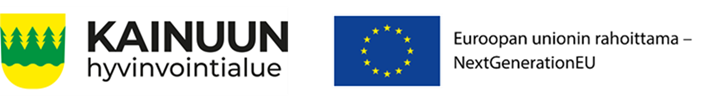 KAINUUN
hyvinvointialue
Euroopan unionin rahoittama –
NextGenerationEU